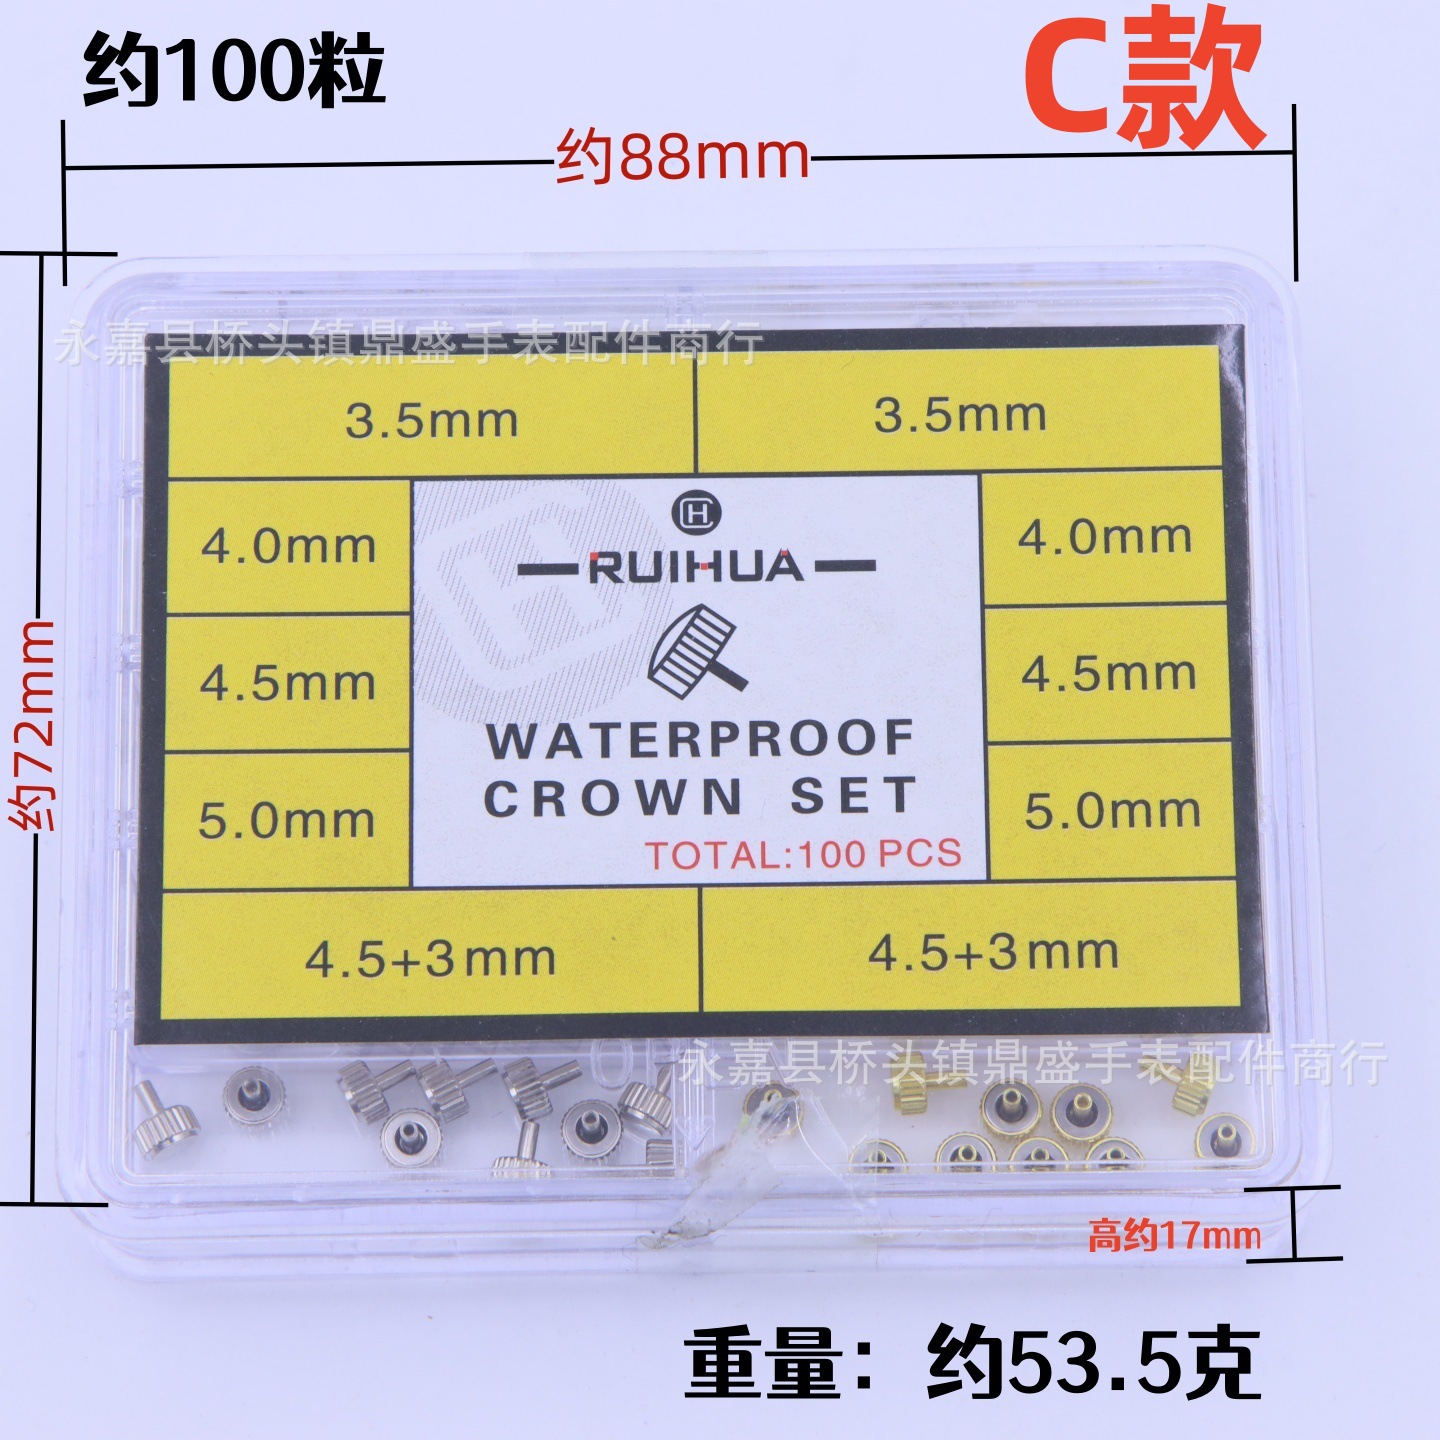 约100粒
C款
约88mm
永嘉县桥头镇鼎盛手表配件商行
3.5mm
3.5mm
4.0mm
4.0mm
RUIHUA
约72mm
4.5mm
4.5mm
WATERPROOF
CROWN SET
5.0mm
5.0mm
TOTAL:100 PCS
4.5+3mm
4.5+3mm
永嘉县桥头镇鼎盛手表配件商行
高约17mm
重量：约53.5克